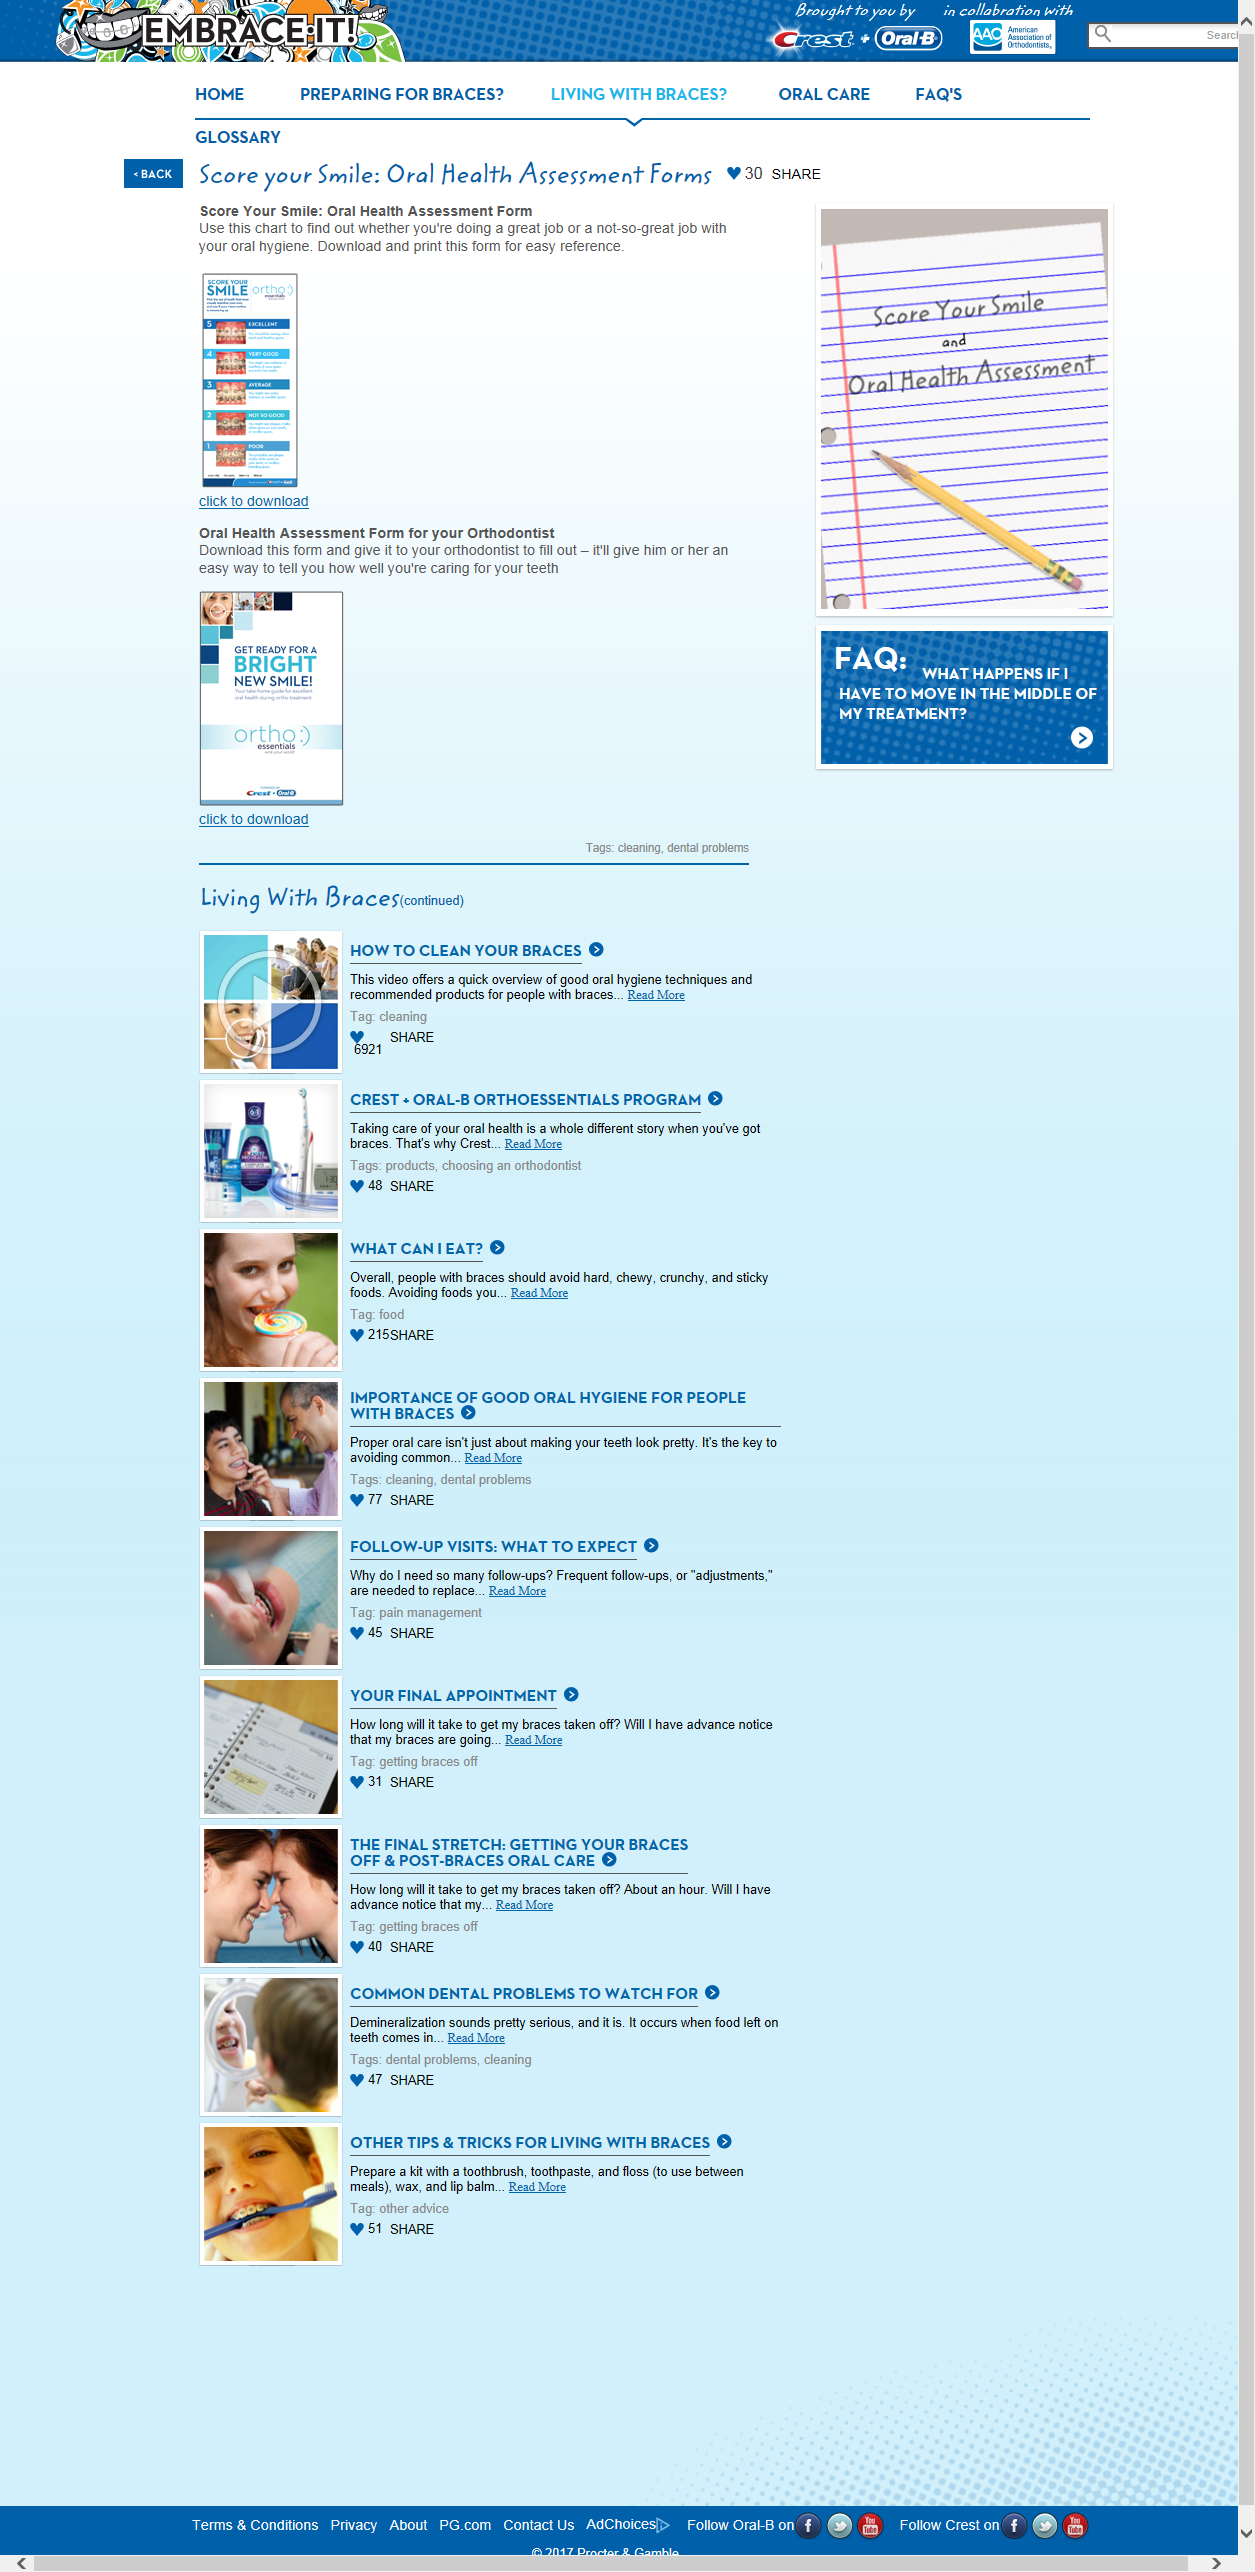 EMBRACE IT!
Brought to you by in collabration with
Crest + Oral-B AAO American Association of Orthodontists
Searc
HOME PREPARING FOR BRACES? LIVING WITH BRACES? ORAL CARE FAQ'S
GLOSSARY
< BACK Score your Smile: Oral Health Assessment Forms 30 SHARE
Score Your Smile: Oral Health Assessment Form
Use this chart to find out whether you're doing a great job or a not-so-great job with
your oral hygiene. Download and print this form for easy reference.
SCORE YOUR
SMILE ortho:)
essentials
5 EXCELLENT
4 VERY GOOD
3 AVERAGE
2 NOT SO GOOD
1 POOR
click to download
Oral Health Assessment Form for your Orthodontist
Download this form and give it to your orthodontist to fill out – it'll give him or her an
easy way to tell you how well you're caring for your teeth
GET READY FOR A
BRIGHT
NEW SMILE!
Your take-home guide for excellent
oral health during ortho treatment.
ortho:)
essentials
Crest + Oral-B
click to download
Tags: cleaning, dental problems
Score Your Smile
and
Oral Health Assessment
FAQ: WHAT HAPPENS IF I
HAVE TO MOVE IN THE MIDDLE OF
MY TREATMENT?
Living With Braces(continued)
HOW TO CLEAN YOUR BRACES
This video offers a quick overview of good oral hygiene techniques and
recommended products for people with braces... Read More
Tag: cleaning
SHARE
6921
CREST + ORAL-B ORTHOESSENTIALS PROGRAM
Taking care of your oral health is a whole different story when you've got
braces. That's why Crest... Read More
Tags: products, choosing an orthodontist
48 SHARE
WHAT CAN I EAT?
Overall, people with braces should avoid hard, chewy, crunchy, and sticky
foods. Avoiding foods you... Read More
Tag: food
215SHARE
IMPORTANCE OF GOOD ORAL HYGIENE FOR PEOPLE
WITH BRACES
Proper oral care isn't just about making your teeth look pretty. It's the key to
avoiding common... Read More
Tags: cleaning, dental problems
77 SHARE
FOLLOW-UP VISITS: WHAT TO EXPECT
Why do I need so many follow-ups? Frequent follow-ups, or "adjustments,"
are needed to replace... Read More
Tag: pain management
45 SHARE
YOUR FINAL APPOINTMENT
How long will it take to get my braces taken off? Will I have advance notice
that my braces are going... Read More
Tag: getting braces off
31 SHARE
THE FINAL STRETCH: GETTING YOUR BRACES
OFF & POST-BRACES ORAL CARE
How long will it take to get my braces taken off? About an hour. Will I have
advance notice that my... Read More
Tag: getting braces off
40 SHARE
COMMON DENTAL PROBLEMS TO WATCH FOR
Demineralization sounds pretty serious, and it is. It occurs when food left on
teeth comes in... Read More
Tags: dental problems, cleaning
47 SHARE
OTHER TIPS & TRICKS FOR LIVING WITH BRACES
Prepare a kit with a toothbrush, toothpaste, and floss (to use between
meals), wax, and lip balm... Read More
Tag: other advice
51 SHARE
Terms & Conditions Privacy About PG.com Contact Us AdChoices Follow Oral-B on Follow Crest on
© 2017 Procter & Gamble